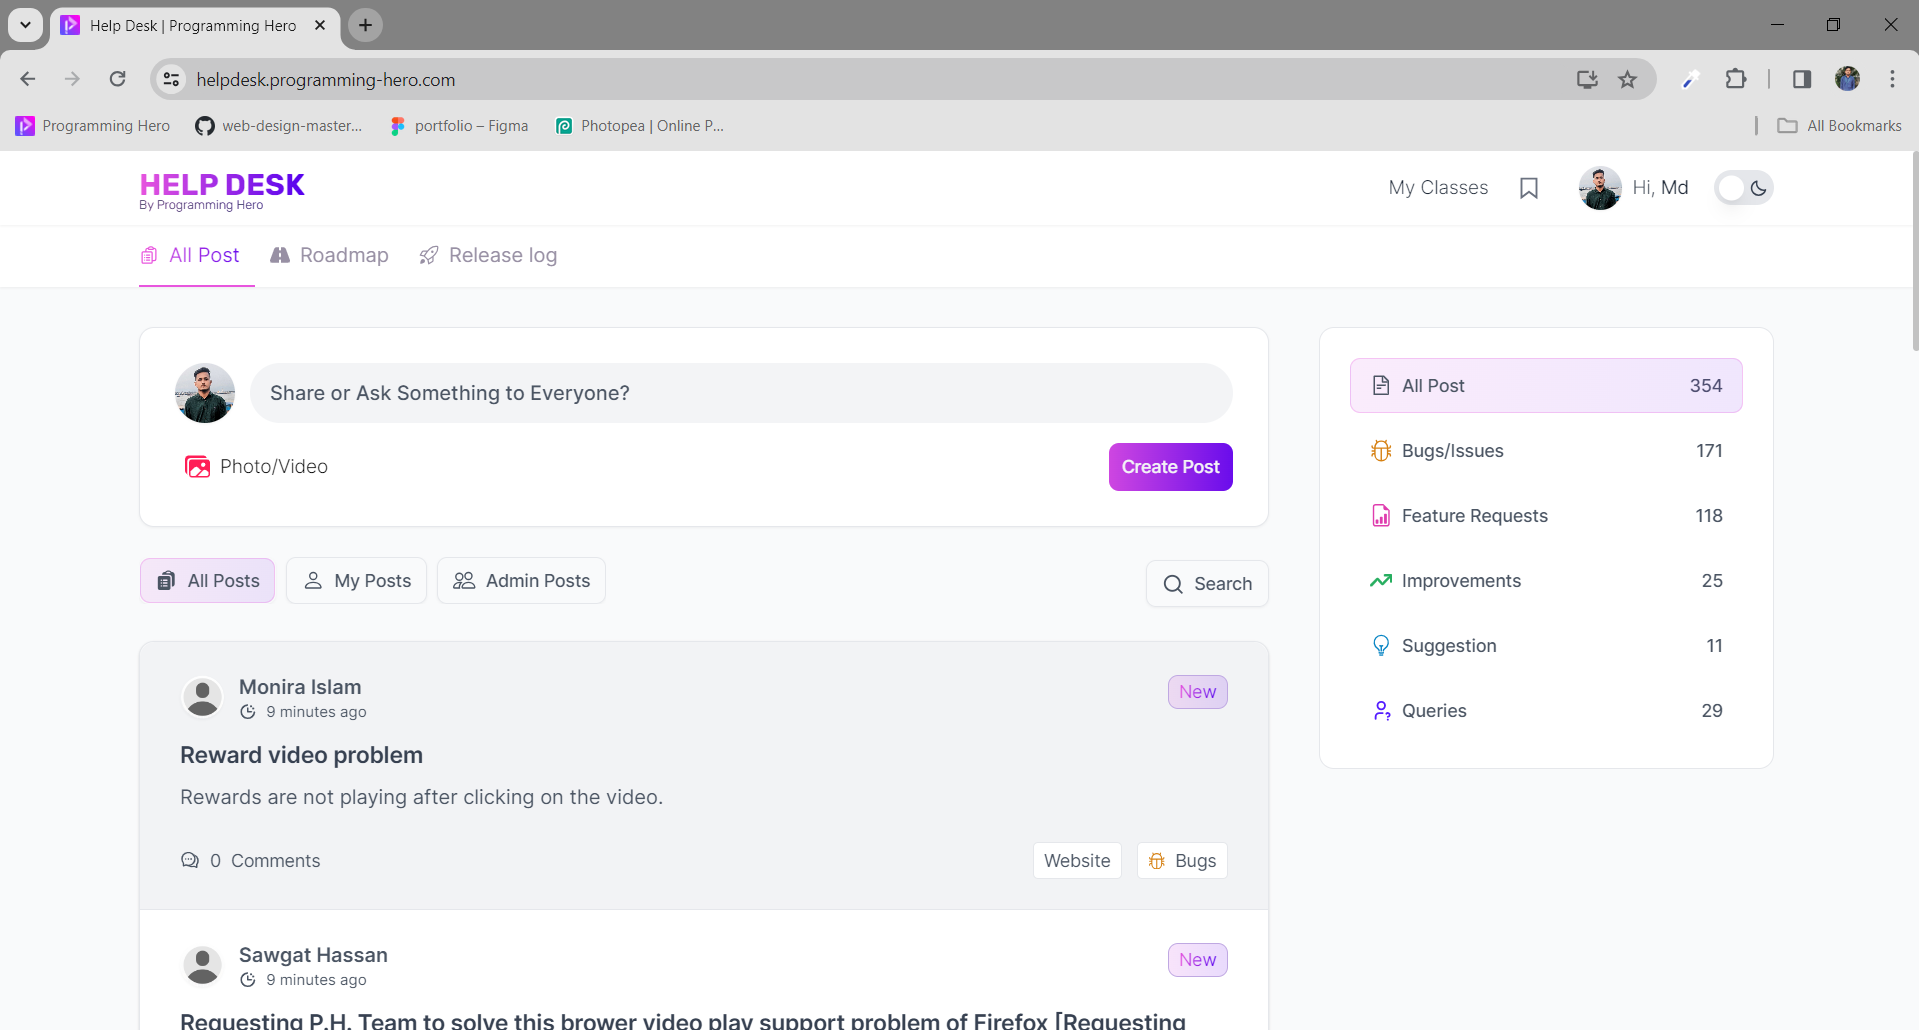 Help Desk | Programming Hero
helpdesk.programming-hero.com
Programming Hero
web-design-master...
portfolio – Figma
Photopea | Online P...
All Bookmarks
HELP DESK
By Programming Hero
My Classes
Hi, Md
All Post
Roadmap
Release log
Share or Ask Something to Everyone?
Photo/Video
Create Post
All Posts
My Posts
Admin Posts
Search
Monira Islam
9 minutes ago
New
Reward video problem
Rewards are not playing after clicking on the video.
0 Comments
Website
Bugs
Sawgat Hassan
9 minutes ago
New
Requesting P.H. Team to solve this brower video play support problem of Firefox [Requesting
All Post 354
Bugs/Issues 171
Feature Requests 118
Improvements 25
Suggestion 11
Queries 29